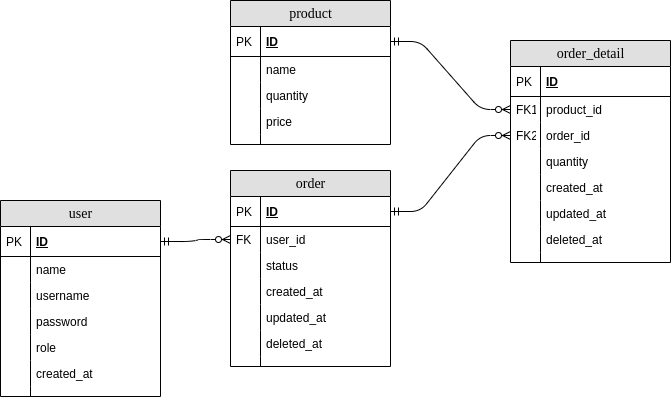 product
PK ID
name
quantity
price
order_detail
PK ID
FK1 product_id
FK2 order_id
quantity
created_at
updated_at
deleted_at
order
PK ID
FK user_id
status
created_at
updated_at
deleted_at
user
PK ID
name
username
password
role
created_at